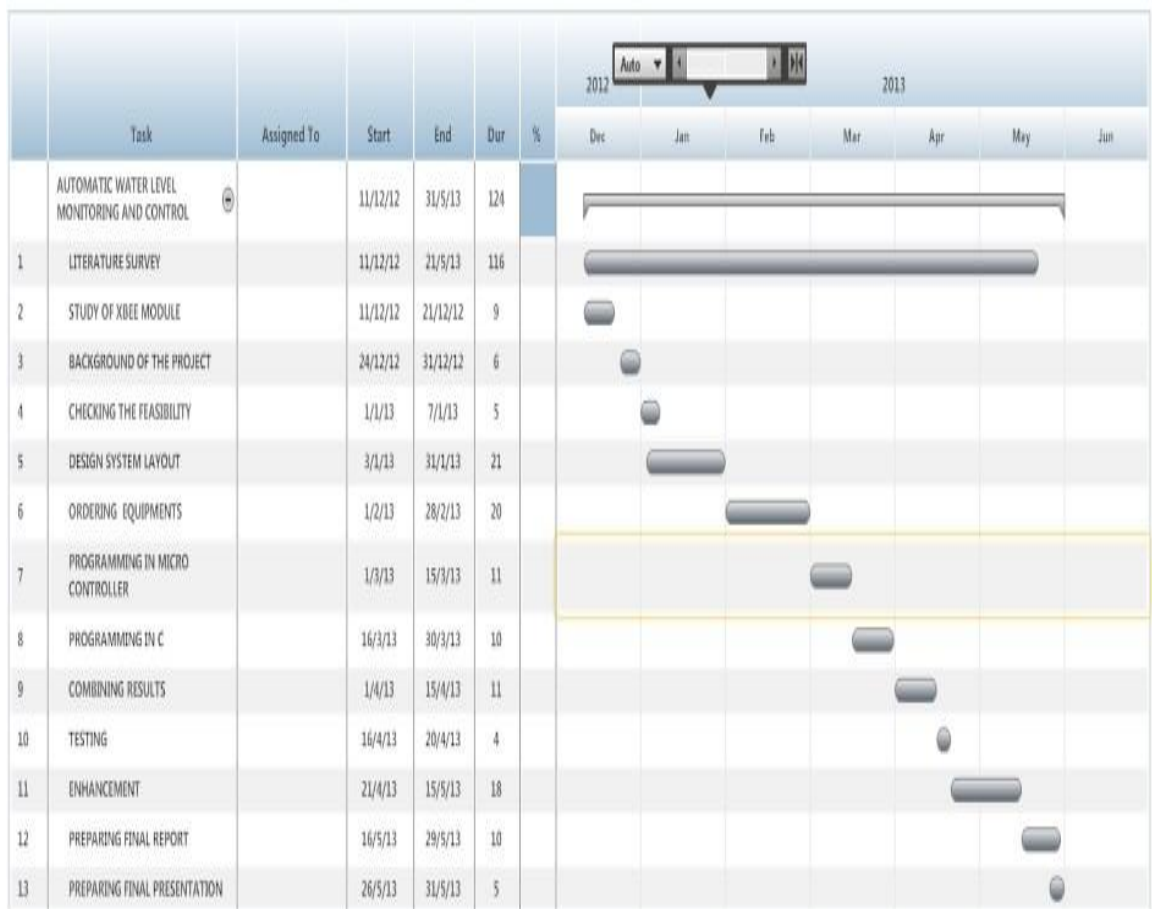 Auto
2012 2013
Task Assigned To Start End Dur % Dec Jan Feb Mar Apr May Jun
AUTOMATIC WATER LEVEL
MONITORING AND CONTROL 11/12/12 31/5/13 124
1 LITERATURE SURVEY 11/12/12 21/5/13 116
2 STUDY OF XBEE MODULE 11/12/12 21/12/12 9
3 BACKGROUND OF THE PROJECT 24/12/12 31/12/12 6
4 CHECKING THE FEASIBILITY 1/1/13 7/1/13 5
5 DESIGN SYSTEM LAYOUT 3/1/13 31/1/13 21
6 ORDERING EQUIPMENTS 1/2/13 28/2/13 20
7 PROGRAMMING IN MICRO
CONTROLLER 1/3/13 15/3/13 11
8 PROGRAMMING IN C 16/3/13 30/3/13 10
9 COMBINING RESULTS 1/4/13 15/4/13 11
10 TESTING 16/4/13 20/4/13 4
11 ENHANCEMENT 21/4/13 15/5/13 18
12 PREPARING FINAL REPORT 16/5/13 29/5/13 10
13 PREPARING FINAL PRESENTATION 26/5/13 31/5/13 5